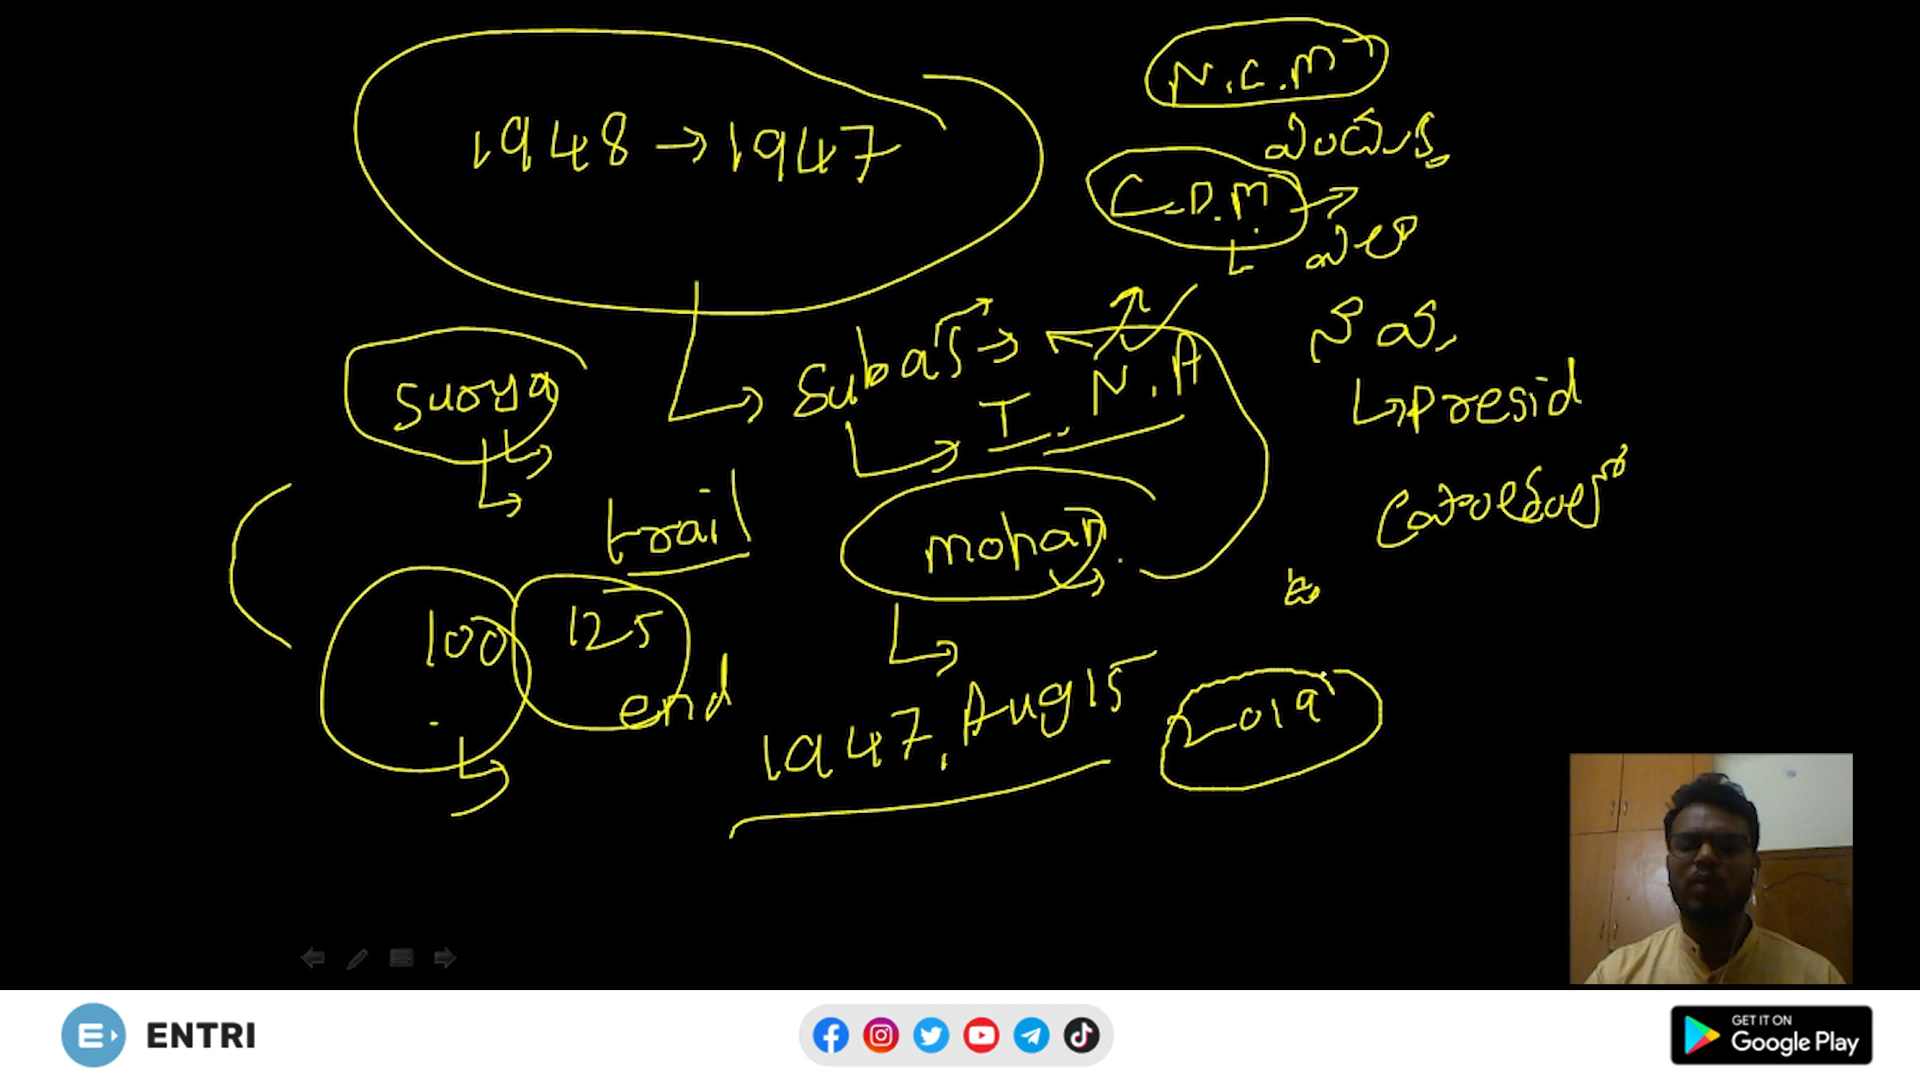 1948 → 1947
N.C.M
C.D.M. →
Subas →
I.N.A
surya
→ presid
trail
mohan
100
125
end
1947, Aug 15
2019
ENTRI
GET IT ON
Google Play